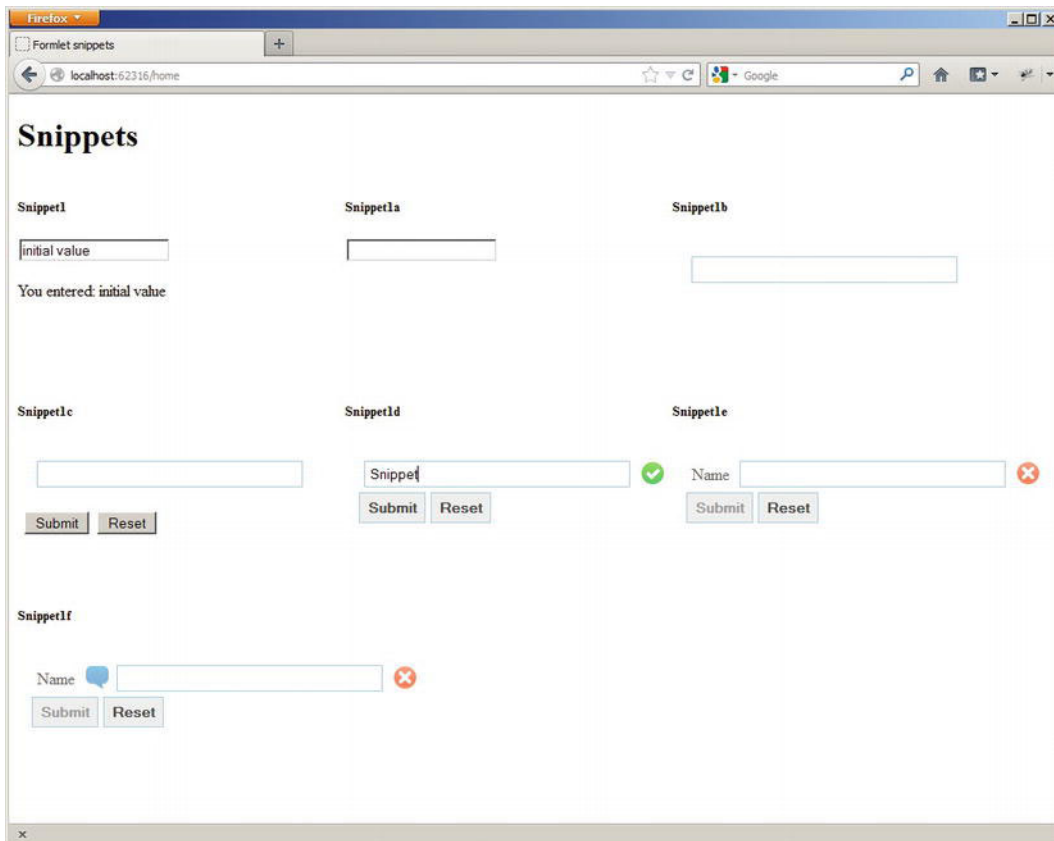 Firefox
Formlet snippets
localhost:62316/home
Google
Snippets
Snippet1
Snippet1a
Snippet1b
initial value
You entered: initial value
Snippet1c
Snippet1d
Snippet1e
Snippet
Name
Submit Reset
Submit Reset
Submit Reset
Snippet1f
Name
Submit Reset
x